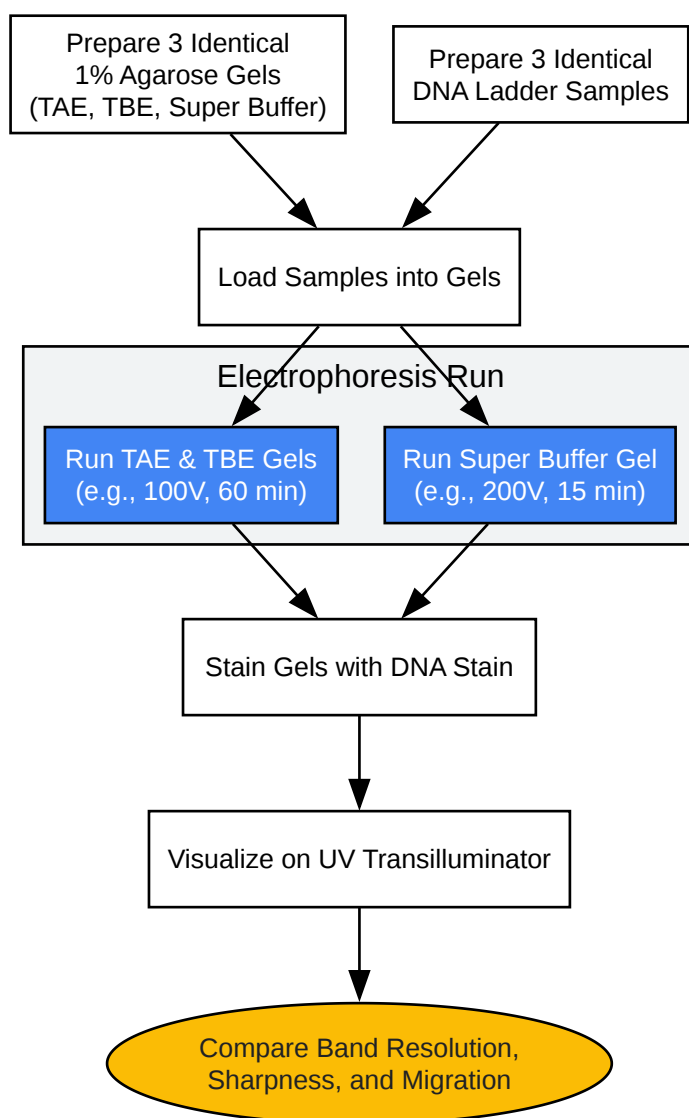 Prepare 3 Identical
1% Agarose Gels
(TAE, TBE, Super Buffer)
Prepare 3 Identical
DNA Ladder Samples
Load Samples into Gels
Electrophoresis Run
Run TAE & TBE Gels
(e.g., 100V, 60 min)
Run Super Buffer Gel
(e.g., 200V, 15 min)
Stain Gels with DNA Stain
Visualize on UV Transilluminator
Compare Band Resolution,
Sharpness, and Migration